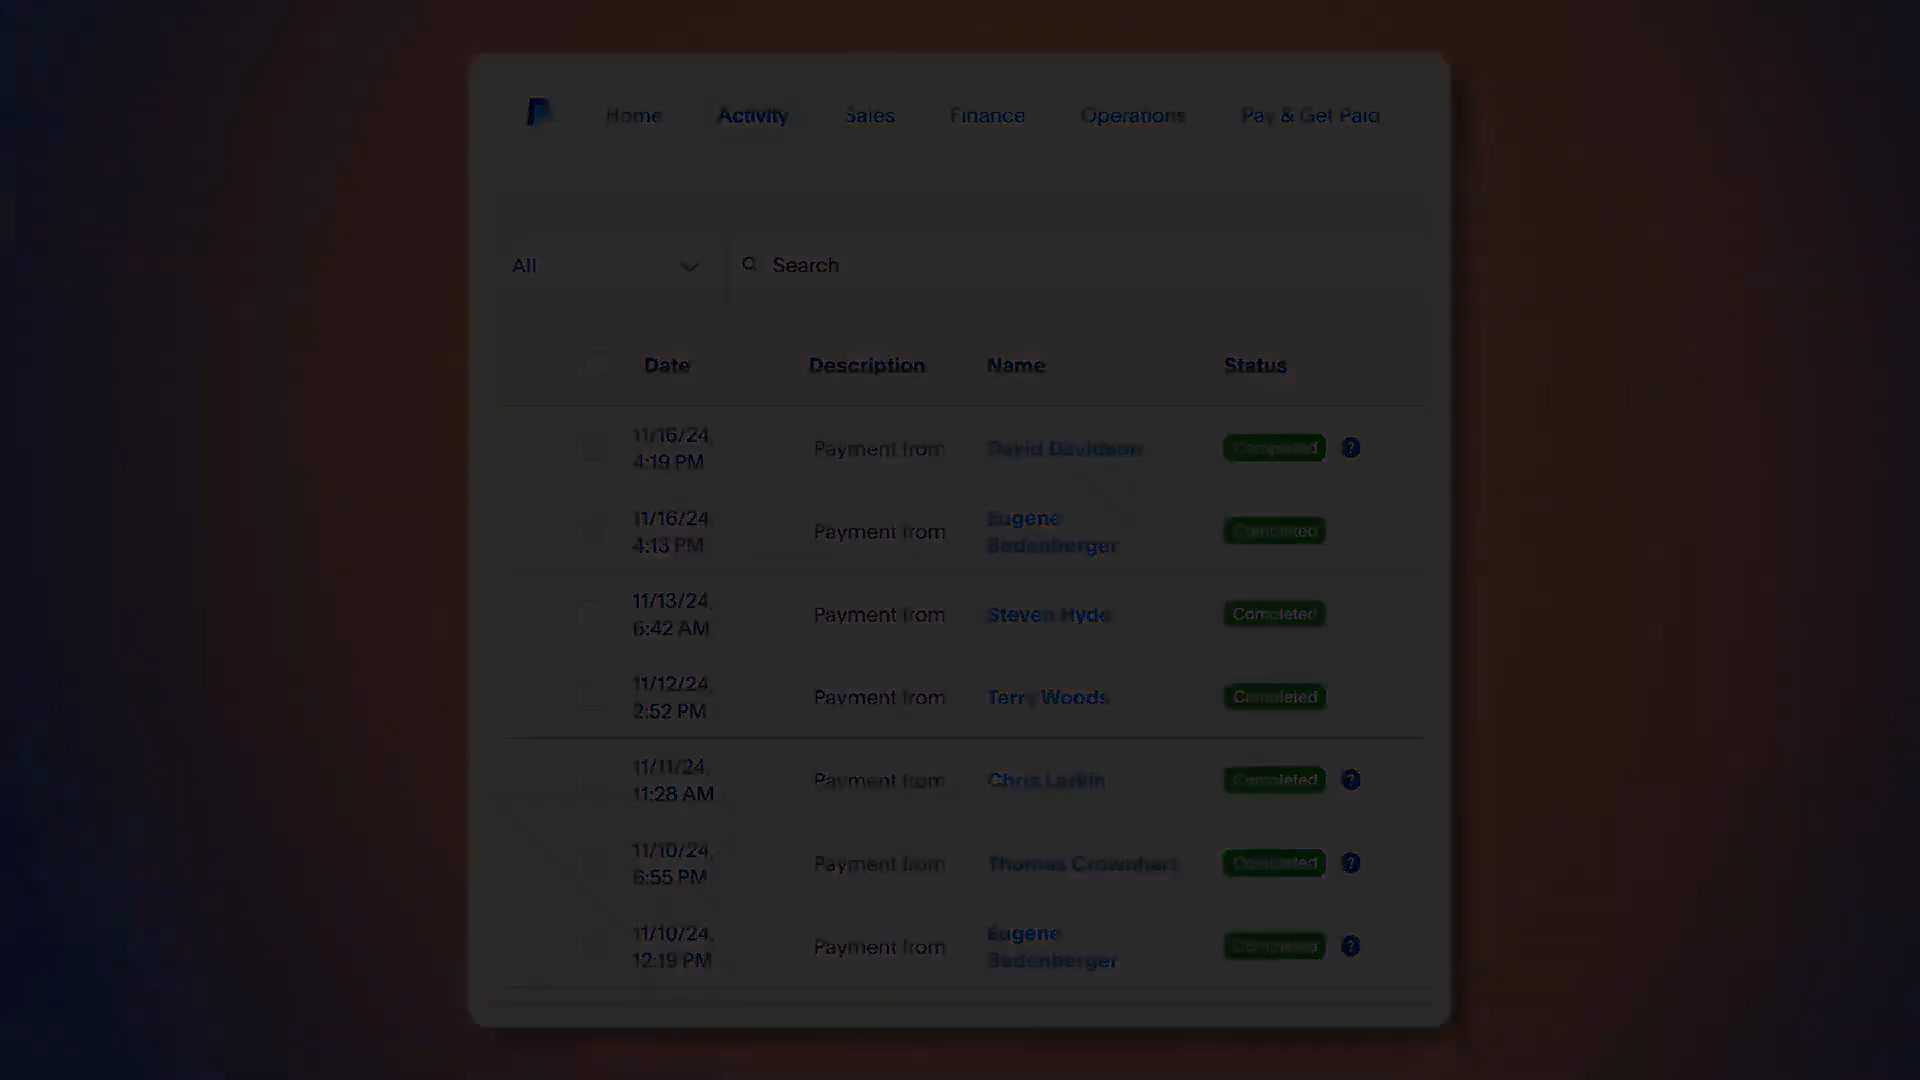 Home Activity Sales Finance Operations Pay & Get Paid
All Search
Date Description Name Status
11/16/24, Payment from David Davidson Completed ?
4:19 PM
11/16/24, Payment from Eugene Completed
4:13 PM Bedenberger
11/13/24, Payment from Steven Hyde Completed
6:42 AM
11/12/24, Payment from Terry Woods Completed
2:52 PM
11/11/24, Payment from Chris Larkin Completed ?
11:28 AM
11/10/24, Payment from Thomas Crownhart Completed ?
6:55 PM
11/10/24, Payment from Eugene Completed ?
12:19 PM Bedenberger